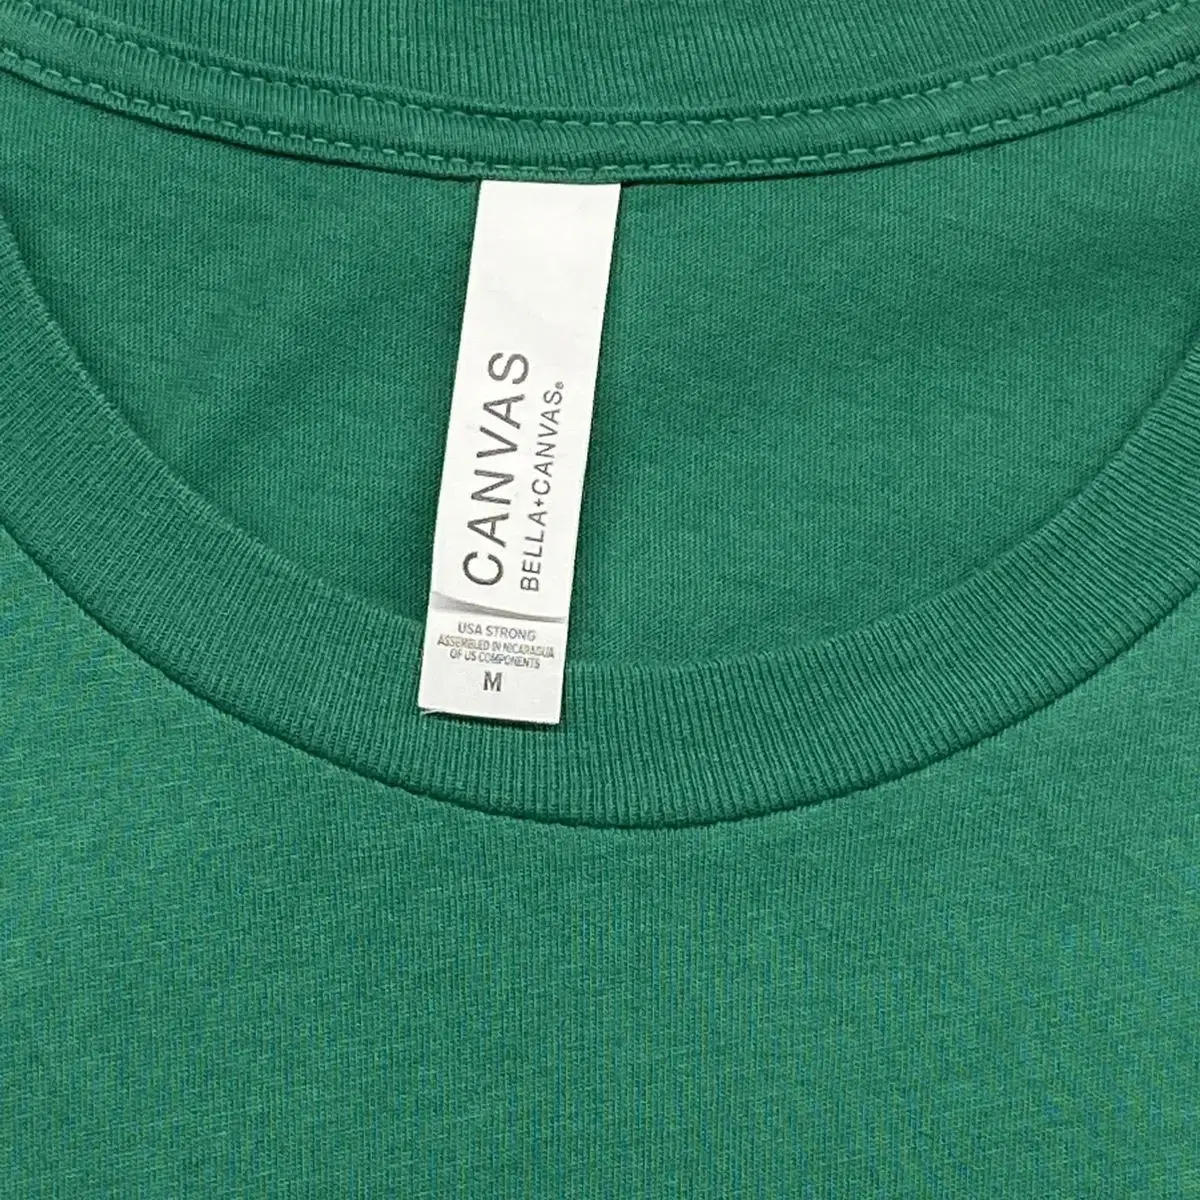 CANVAS
BELLA+CANVAS®
USA STRONG
ASSEMBLED IN NICARAGUA
OF US COMPONENTS
M